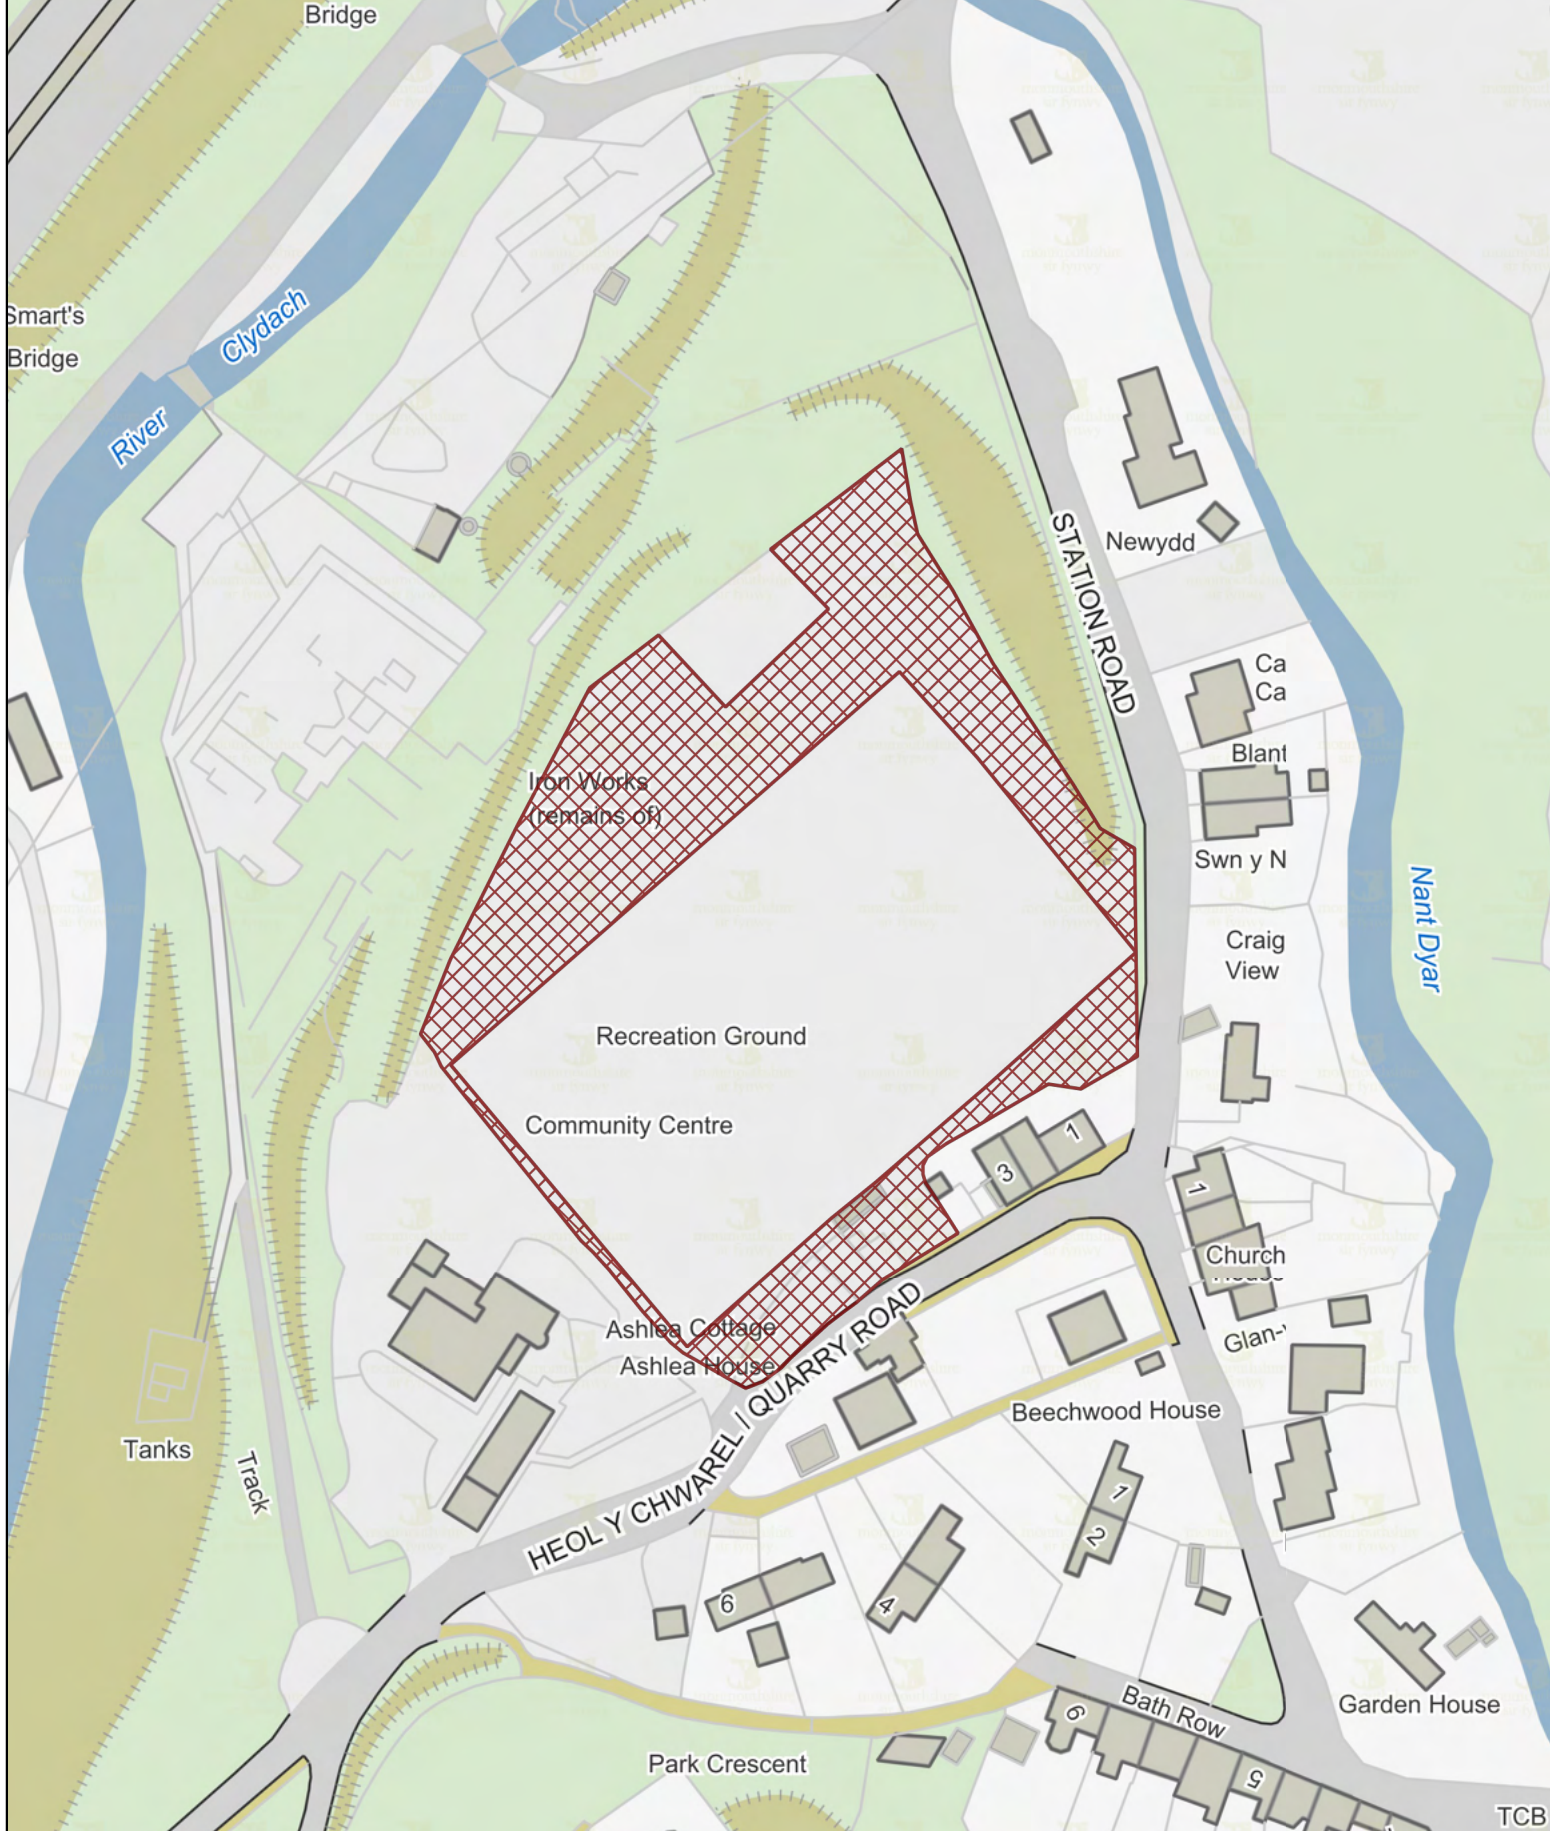 Bridge
Smart's
Bridge
River
Clydach
STATION ROAD
Newydd
Ca
Ca
Blant
Swn y N
Iron Works
(remains of)
Nant Dyar
Craig
View
Recreation Ground
Community Centre
1
3
1
Church
Glan-y
Ashlea Cottage
Ashlea House
HEOL Y CHWAREL / QUARRY ROAD
Beechwood House
Tanks
Track
1
2
6
4
Garden House
Bath Row
6
5
Park Crescent
TCB